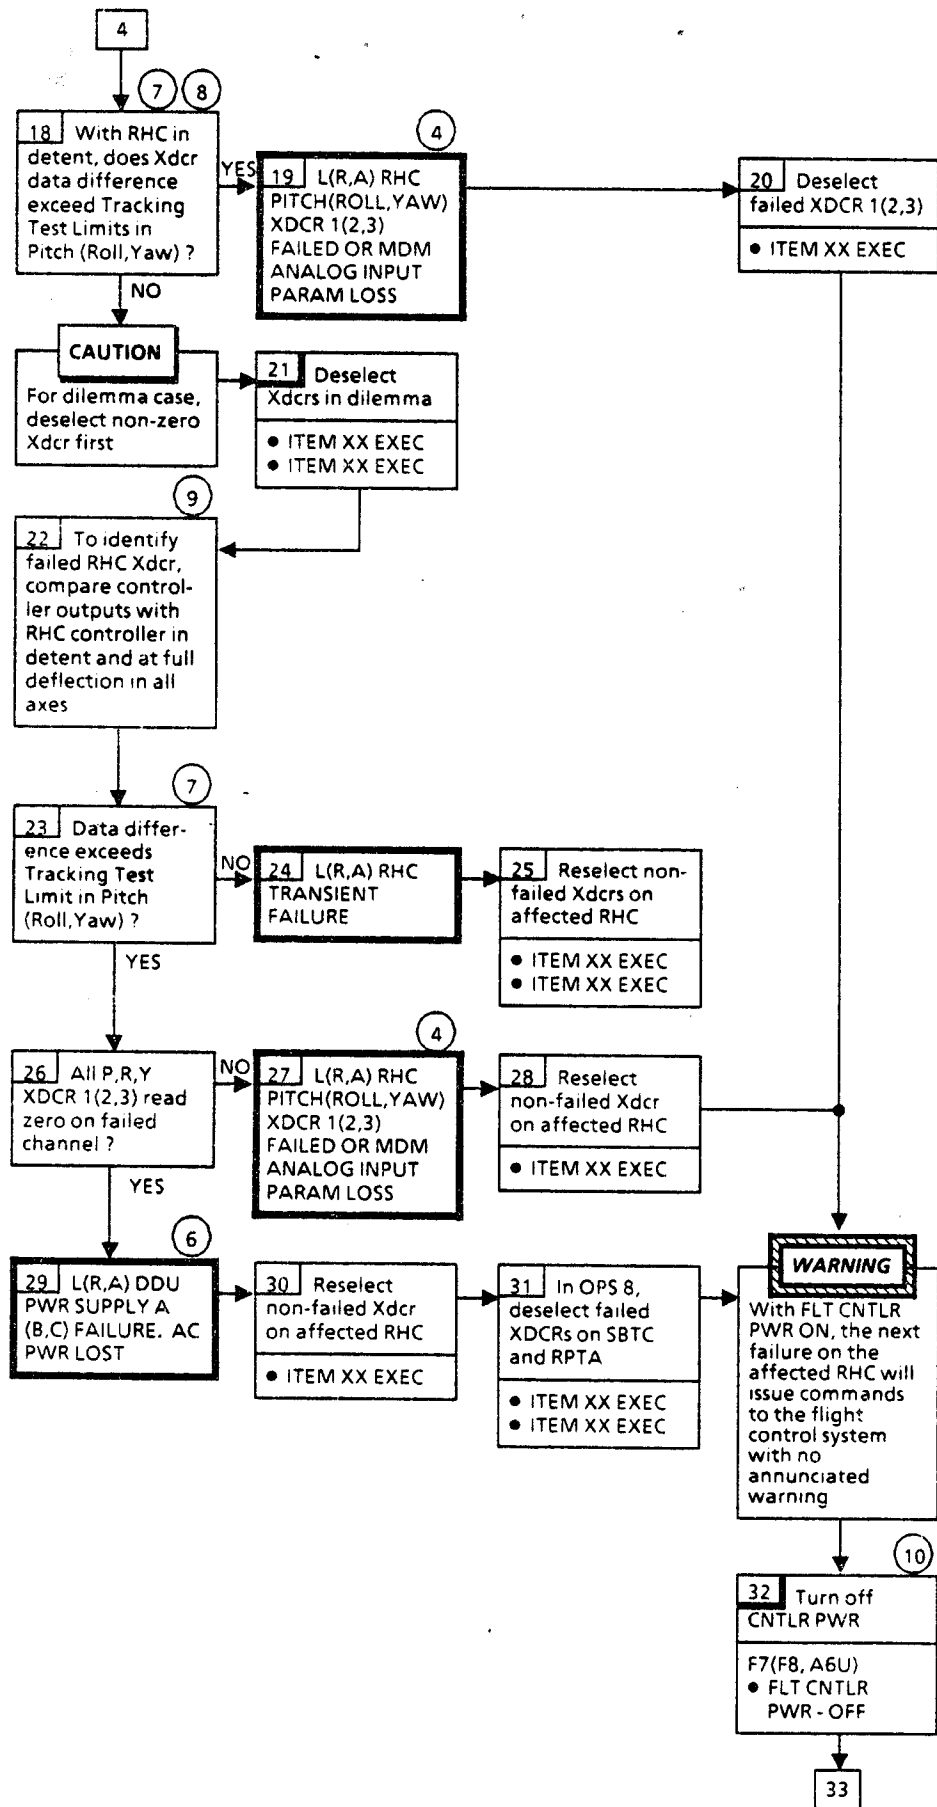 4
7
8
18 With RHC in
detent, does Xdcr
data difference
exceed Tracking
Test Limits in
Pitch (Roll,Yaw) ?
YES
NO
4
19 L(R,A) RHC
PITCH(ROLL,YAW)
XDCR 1(2,3)
FAILED OR MDM
ANALOG INPUT
PARAM LOSS
20 Deselect
failed XDCR 1(2,3)
● ITEM XX EXEC
CAUTION
For dilemma case,
deselect non-zero
Xdcr first
21 Deselect
Xdcrs in dilemma
● ITEM XX EXEC
● ITEM XX EXEC
9
22 To identify
failed RHC Xdcr,
compare control-
ler outputs with
RHC controller in
detent and at full
deflection in all
axes
7
23 Data differ-
ence exceeds
Tracking Test
Limit in Pitch
(Roll,Yaw) ?
NO
YES
24 L(R,A) RHC
TRANSIENT
FAILURE
25 Reselect non-
failed Xdcrs on
affected RHC
● ITEM XX EXEC
● ITEM XX EXEC
26 All P,R,Y
XDCR 1(2,3) read
zero on failed
channel ?
NO
YES
4
27 L(R,A) RHC
PITCH(ROLL,YAW)
XDCR 1(2,3)
FAILED OR MDM
ANALOG INPUT
PARAM LOSS
28 Reselect
non-failed Xdcr
on affected RHC
● ITEM XX EXEC
6
29 L(R,A) DDU
PWR SUPPLY A
(B,C) FAILURE. AC
PWR LOST
30 Reselect
non-failed Xdcr
on affected RHC
● ITEM XX EXEC
31 In OPS 8,
deselect failed
XDCRs on SBTC
and RPTA
● ITEM XX EXEC
● ITEM XX EXEC
WARNING
With FLT CNTLR
PWR ON, the next
failure on the
affected RHC will
issue commands
to the flight
control system
with no
annunciated
warning
10
32 Turn off
CNTLR PWR
F7(F8, A6U)
● FLT CNTLR
PWR - OFF
33